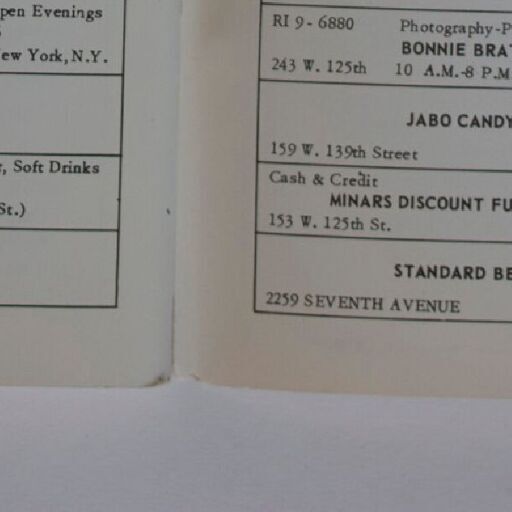 pen Evenings
ew York, N.Y.
, Soft Drinks
St.)
RI 9 - 6880 Photography-P
BONNIE BRA
243 W. 125th 10 A.M.-8 P.M
JABO CANDY
159 W. 139th Street
Cash & Credit
MINARS DISCOUNT FU
153 W. 125th St.
STANDARD BE
2259 SEVENTH AVENUE